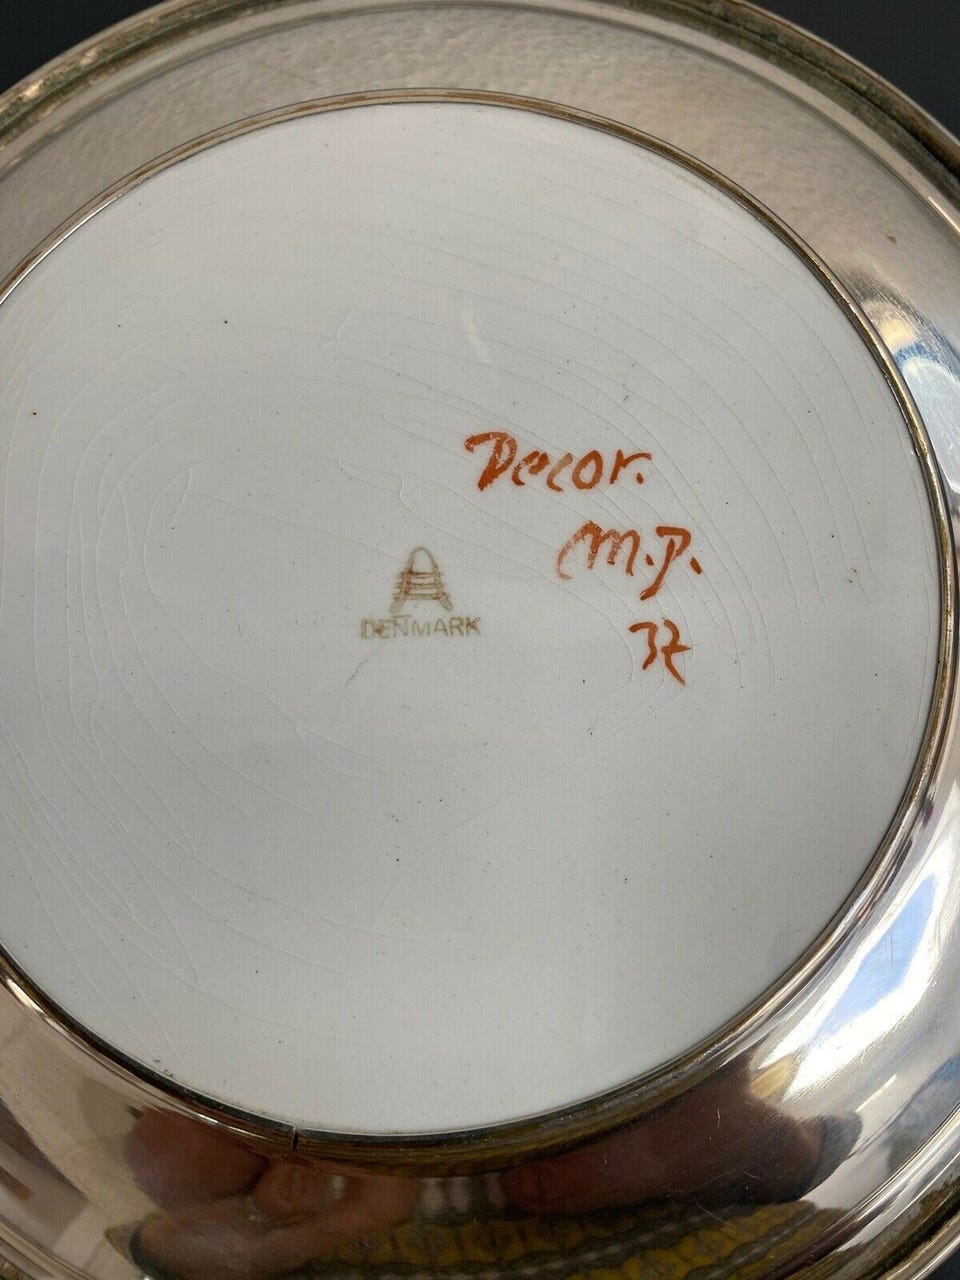 Decor.
M.P.
37
DENMARK